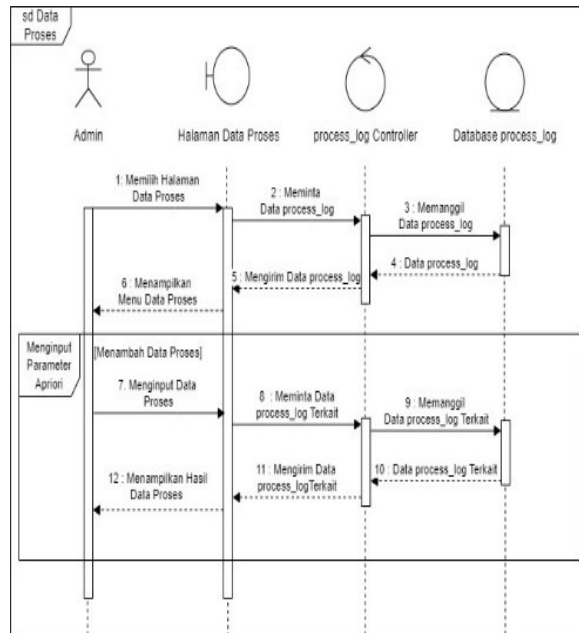 sd Data
Proses
Admin
Halaman Data Proses
process_log Controller
Database process_log
1: Memilih Halaman
Data Proses
2 : Meminta
Data process_log
3 : Memanggil
Data process_log
4 : Data process_log
5 : Mengirim Data process_log
6 : Menampilkan
Menu Data Proses
Menginput
Parameter
Apriori
[Menambah Data Proses]
7. Menginput Data
Proses
8 : Meminta Data
process_log Terkait
9 : Memanggil
Data process_log Terkait
10 : Data process_log Terkait
11 : Mengirim Data
process_logTerkait
12 : Menampilkan Hasil
Data Proses